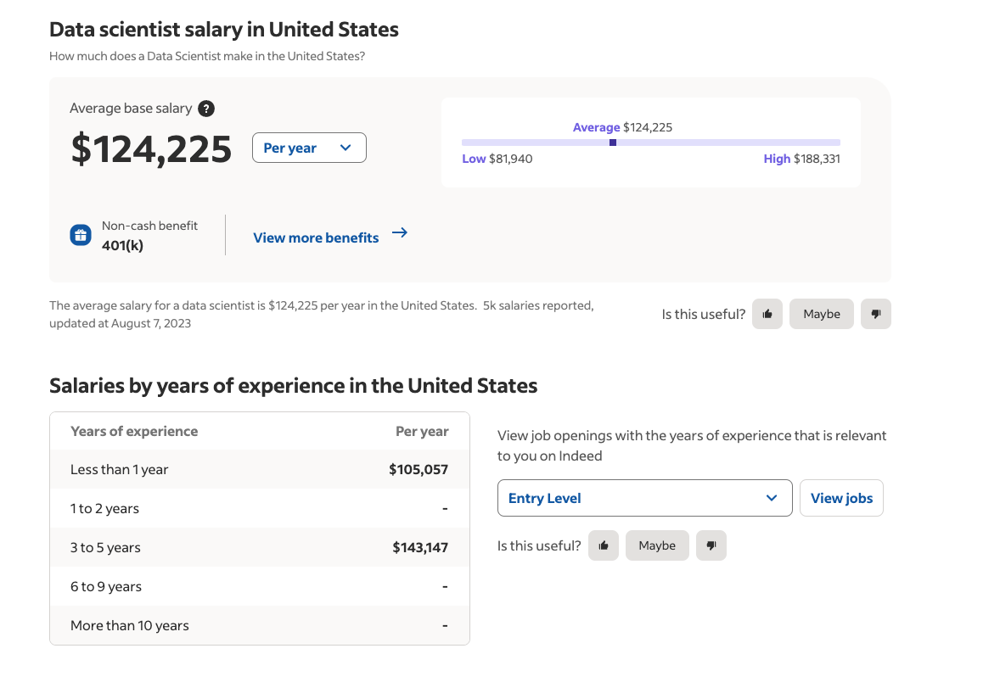 Data scientist salary in United States
How much does a Data Scientist make in the United States?
Average base salary ?
$124,225 Per year
Average $124,225
Low $81,940 High $188,331
Non-cash benefit
401(k)
View more benefits
The average salary for a data scientist is $124,225 per year in the United States. 5k salaries reported,
updated at August 7, 2023
Is this useful? Maybe
Salaries by years of experience in the United States
Years of experience Per year
Less than 1 year $105,057
1 to 2 years -
3 to 5 years $143,147
6 to 9 years -
More than 10 years -
View job openings with the years of experience that is relevant
to you on Indeed
Entry Level View jobs
Is this useful? Maybe